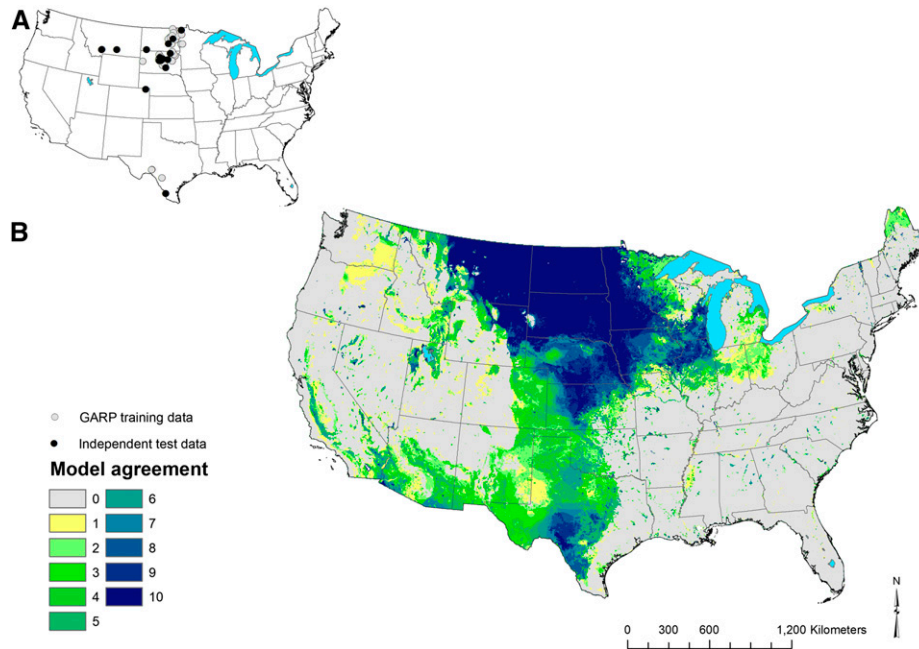 A
B
GARP training data
Independent test data
Model agreement
0
1
2
3
4
5
6
7
8
9
10
N
0 300 600 1,200 Kilometers